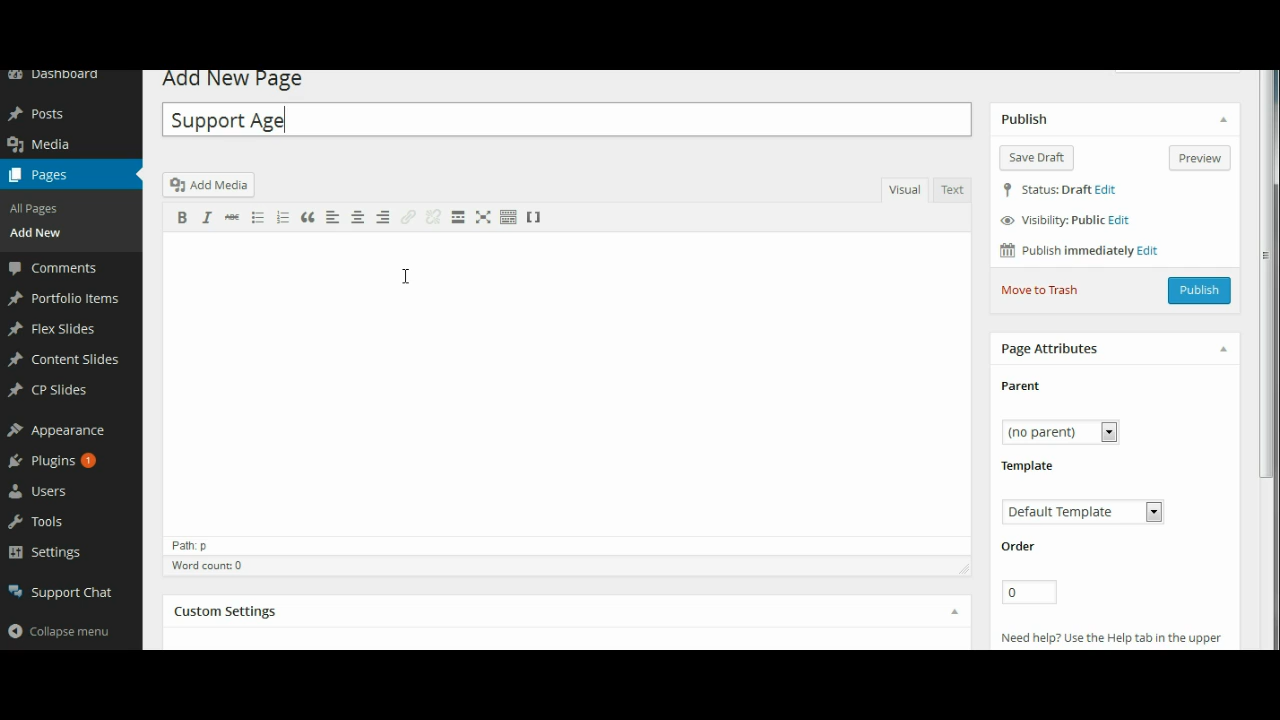 Dashboard
Posts
Media
Pages
All Pages
Add New
Comments
Portfolio Items
Flex Slides
Content Slides
CP Slides
Appearance
Plugins 1
Users
Tools
Settings
Support Chat
Collapse menu
Add New Page
Support Age
Add Media
Visual
Text
B I ABC
Path: p
Word count: 0
Custom Settings
Publish
Save Draft
Preview
Status: Draft Edit
Visibility: Public Edit
Publish immediately Edit
Move to Trash
Publish
Page Attributes
Parent
(no parent)
Template
Default Template
Order
0
Need help? Use the Help tab in the upper